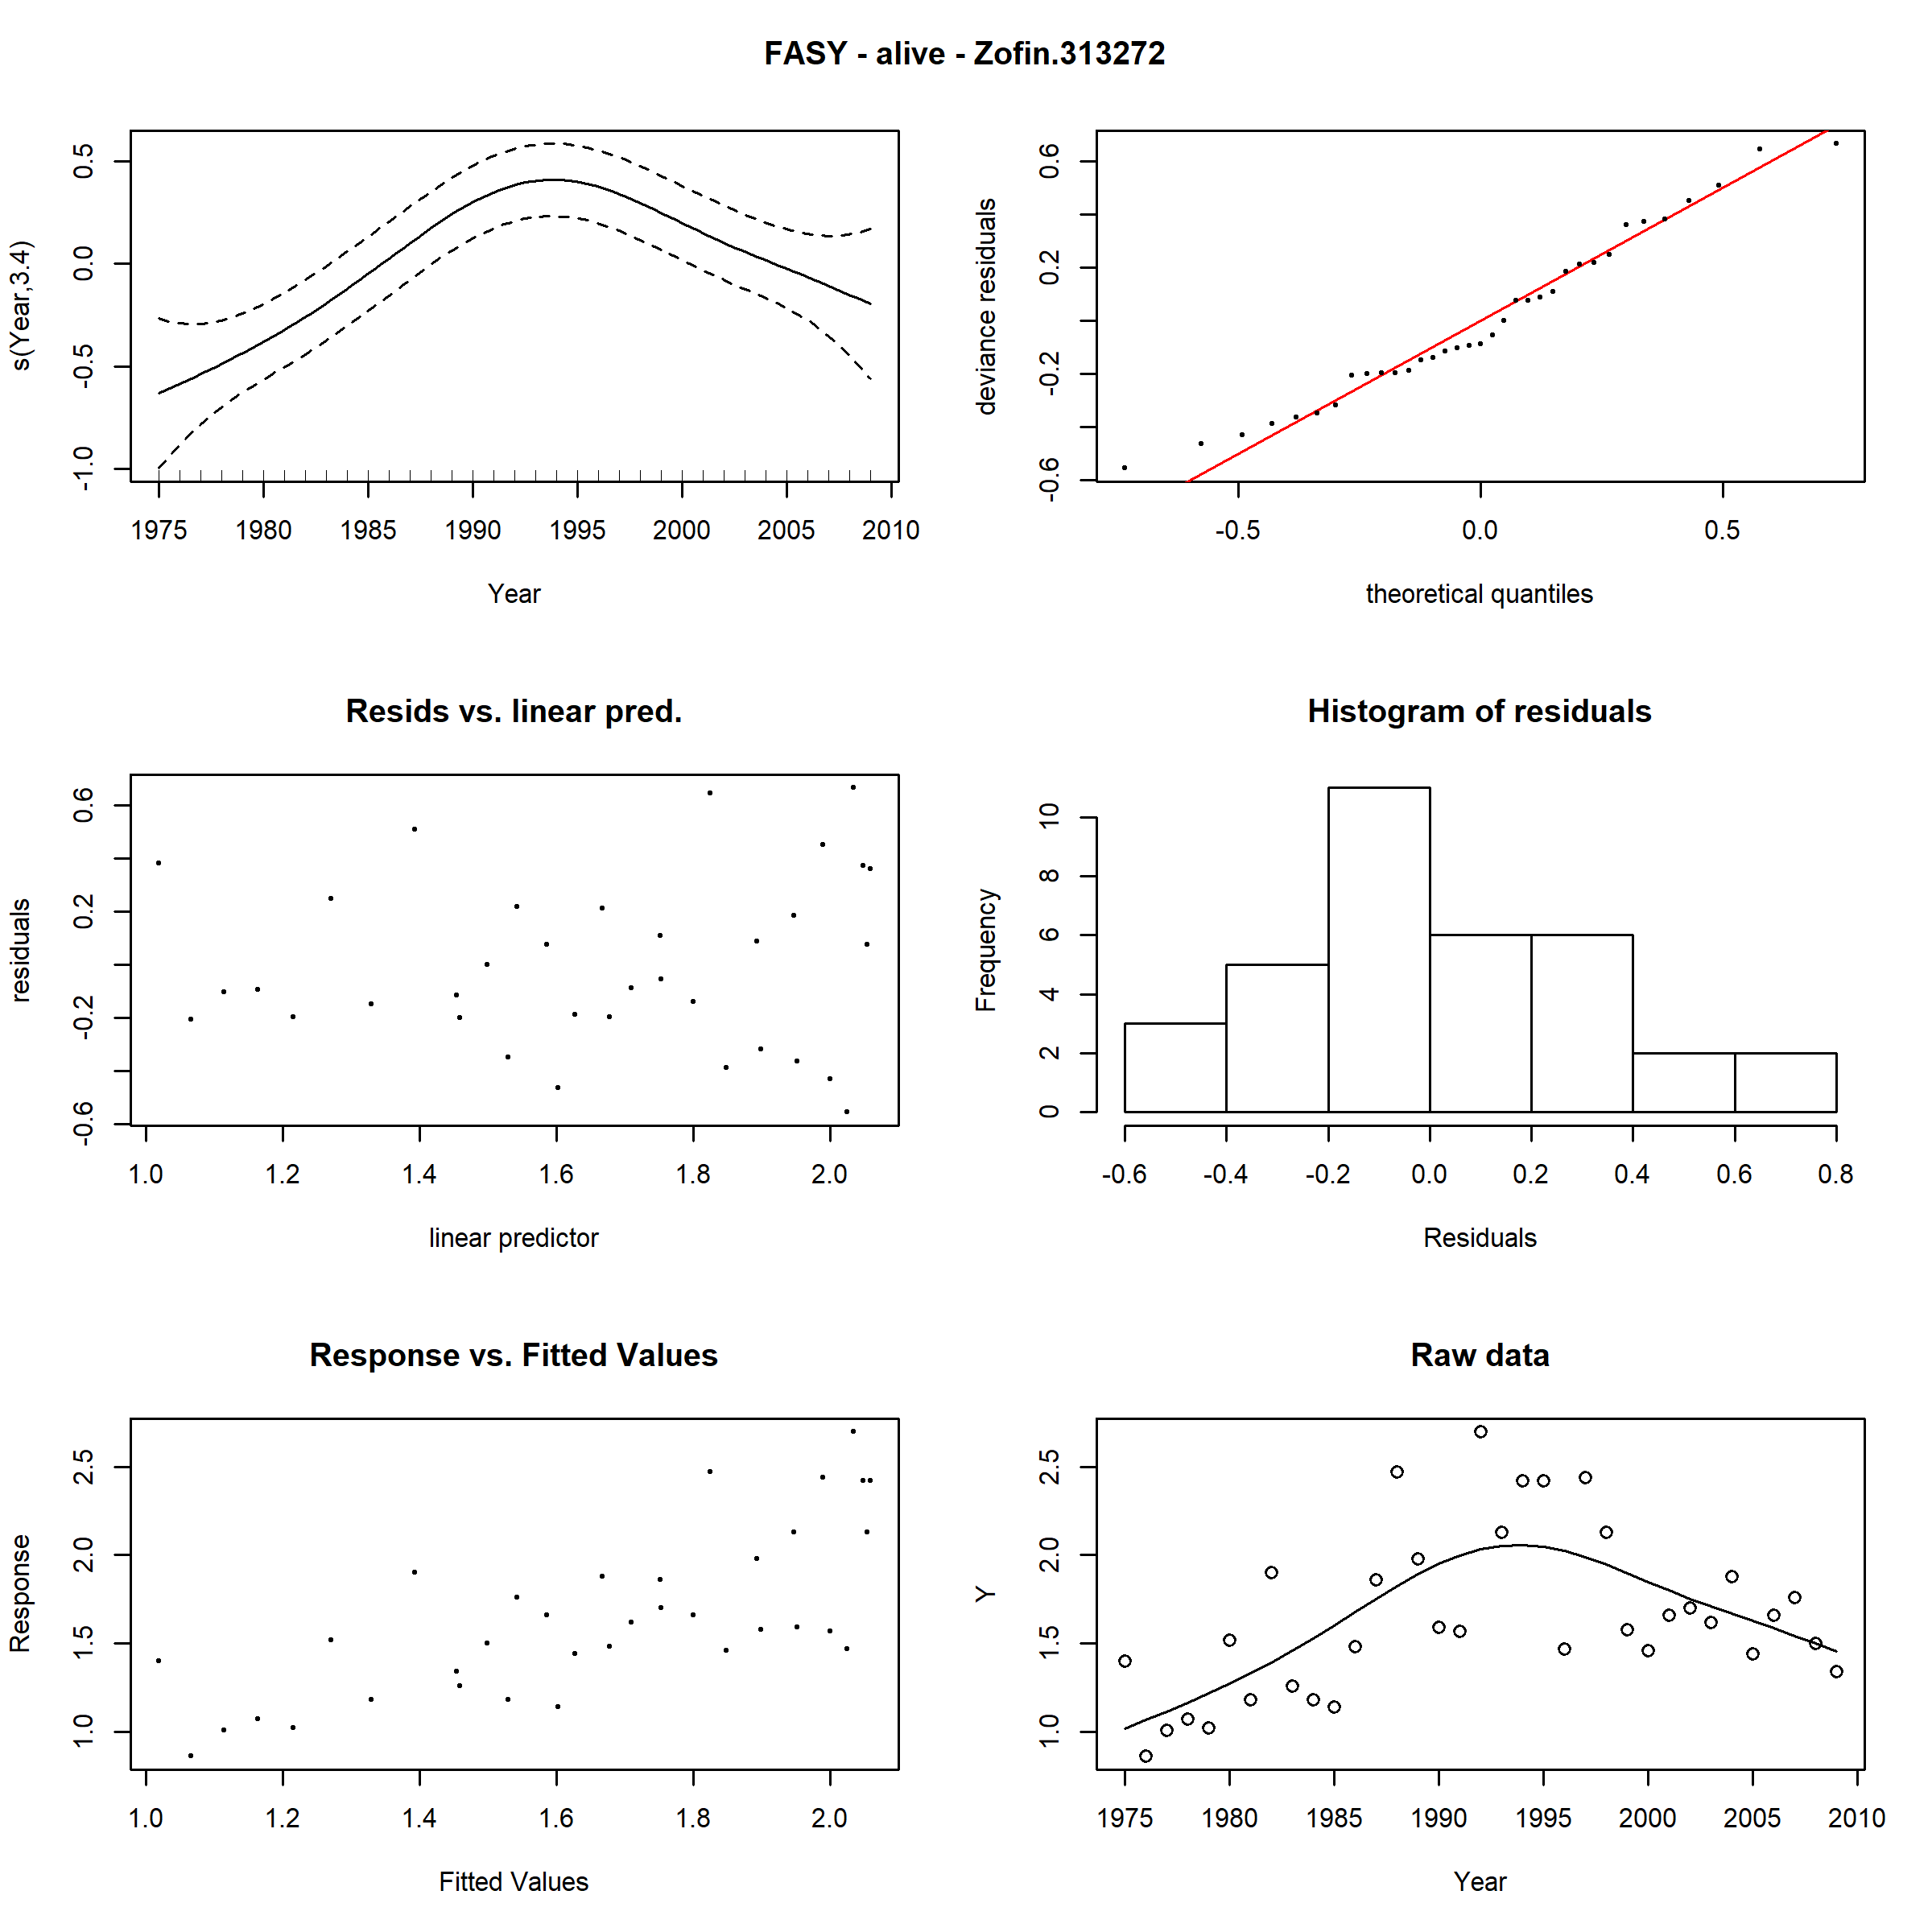 FASY - alive - Zofin.313272
s(Year,3.4)
-1.0 -0.5 0.0 0.5
1975 1980 1985 1990 1995 2000 2005 2010
Year
deviance residuals
-0.6 -0.2 0.2 0.6
-0.5 0.0 0.5
theoretical quantiles
Resids vs. linear pred.
residuals
-0.6 -0.2 0.2 0.6
1.0 1.2 1.4 1.6 1.8 2.0
linear predictor
Histogram of residuals
Frequency
0 2 4 6 8 10
-0.6 -0.4 -0.2 0.0 0.2 0.4 0.6 0.8
Residuals
Response vs. Fitted Values
Response
1.0 1.5 2.0 2.5
1.0 1.2 1.4 1.6 1.8 2.0
Fitted Values
Raw data
Y
1.0 1.5 2.0 2.5
1975 1980 1985 1990 1995 2000 2005 2010
Year